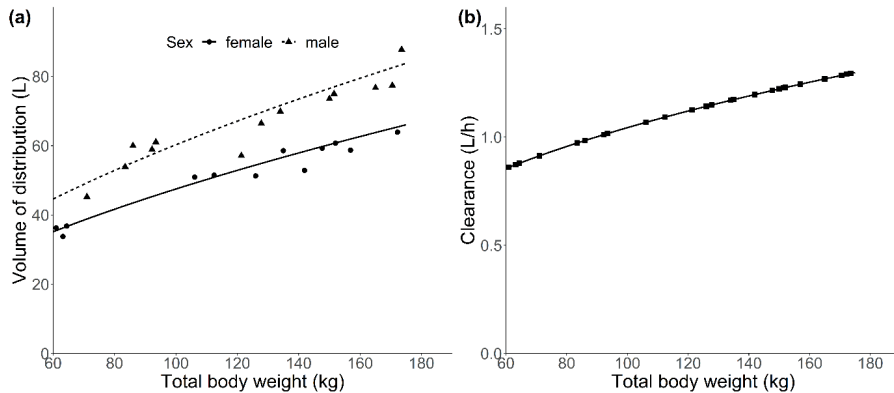 (a)
Sex female male
80
60
40
20
0
60 80 100 120 140 160 180
Total body weight (kg)
Volume of distribution (L)
(b)
1.5
1.0
0.5
0.0
60 80 100 120 140 160 180
Total body weight (kg)
Clearance (L/h)